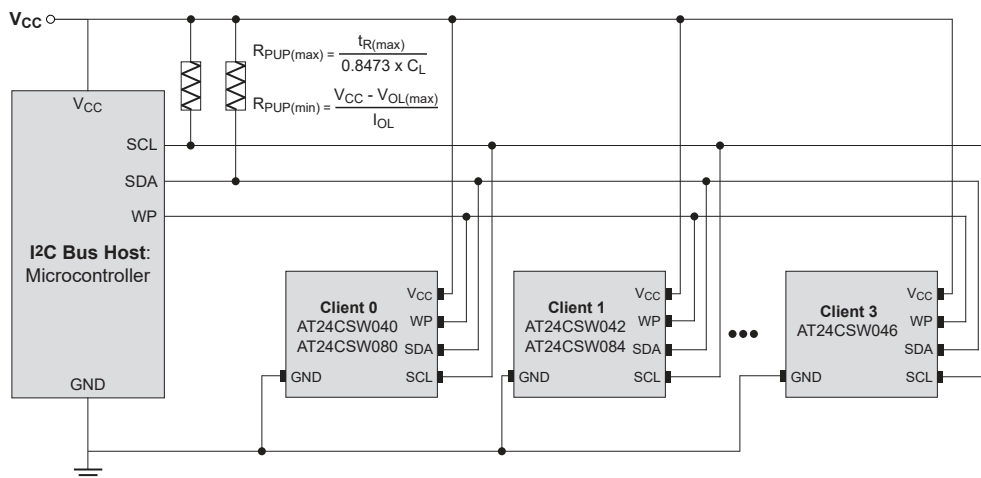 VCC
RPUP(max) = tR(max)
0.8473 x CL
RPUP(min) = VCC - VOL(max)
IOL
VCC
SCL
SDA
WP
I2C Bus Host:
Microcontroller
GND
Client 0
AT24CSW040
AT24CSW080
VCC
WP
SDA
SCL
GND
Client 1
AT24CSW042
AT24CSW084
VCC
WP
SDA
SCL
GND
Client 3
AT24CSW046
VCC
WP
SDA
SCL
GND